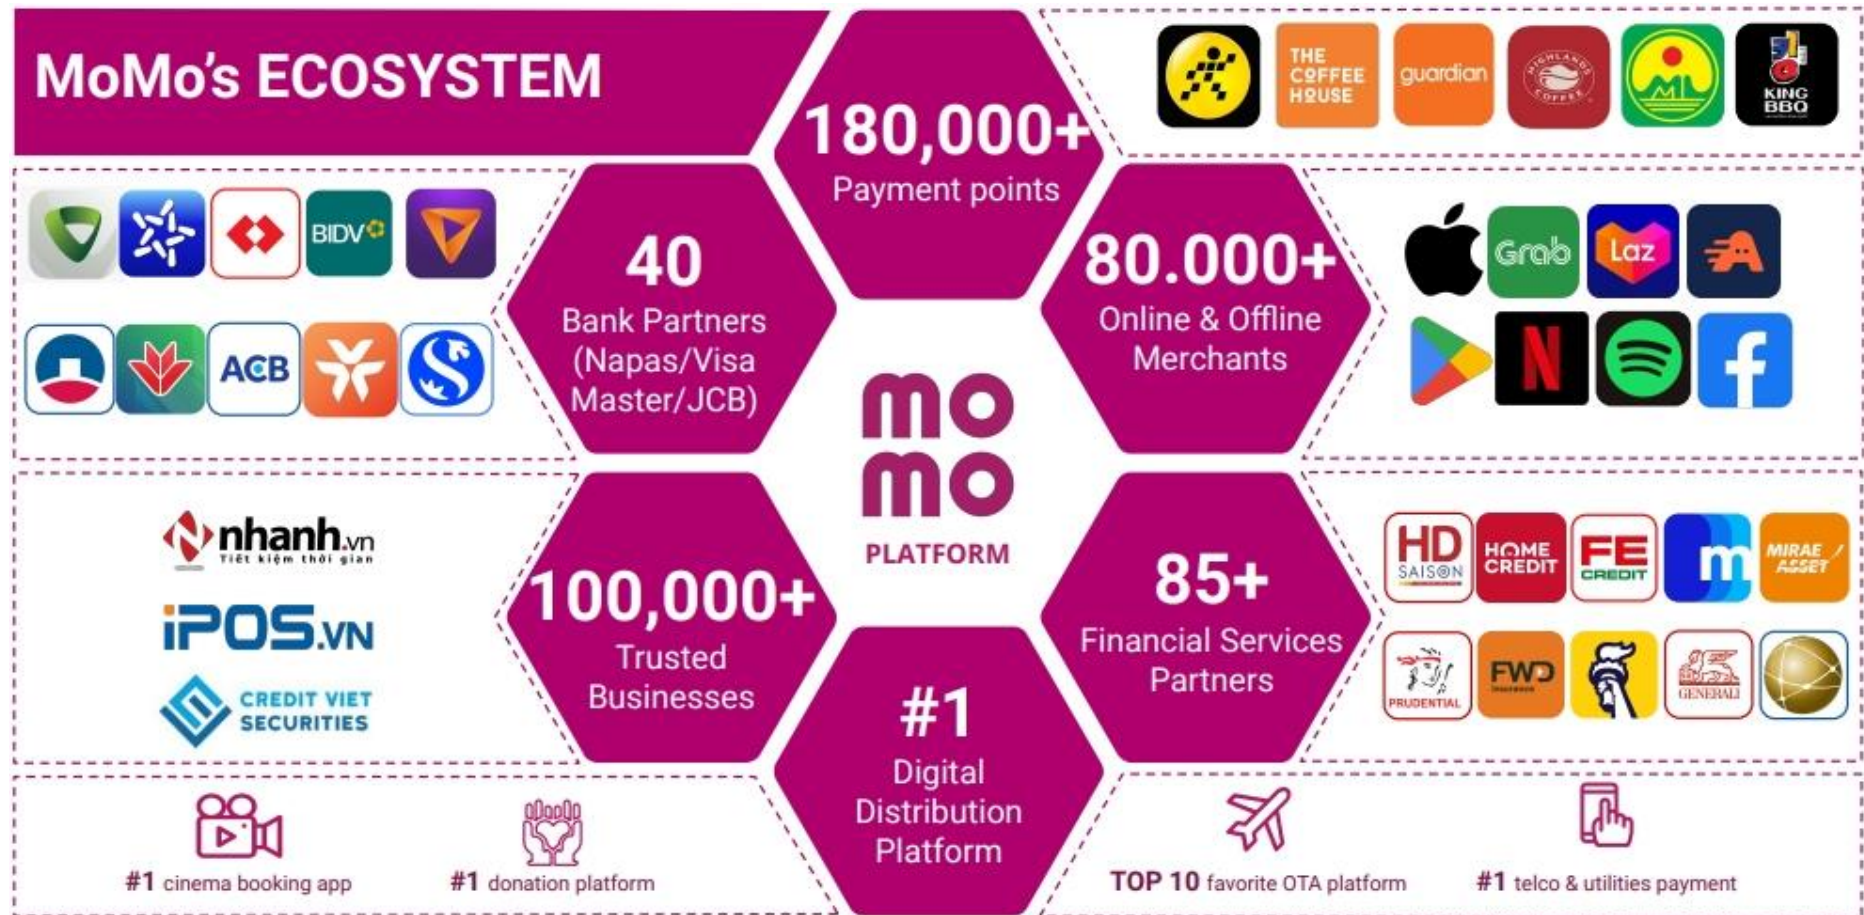 MoMo's ECOSYSTEM
180,000+
Payment points
THE
COFFEE
HOUSE
guardian
HIGHLANDS
COFFEE
ML
KING
BBQ
40
Bank Partners
(Napas/Visa
Master/JCB)
BIDV
ACB
80.000+
Online & Offline
Merchants
Grab
Laz
N
mo
mo
PLATFORM
nhanh.vn
Tiết kiệm thời gian
iPOS.VN
CREDIT VIET
SECURITIES
100,000+
Trusted
Businesses
85+
Financial Services
Partners
HD
SAISON
HOME
CREDIT
FE
CREDIT
m
MIRAE
ASSET
PRUDENTIAL
FWD
insurance
GENERALI
#1
Digital
Distribution
Platform
#1 cinema booking app
#1 donation platform
TOP 10 favorite OTA platform
#1 telco & utilities payment